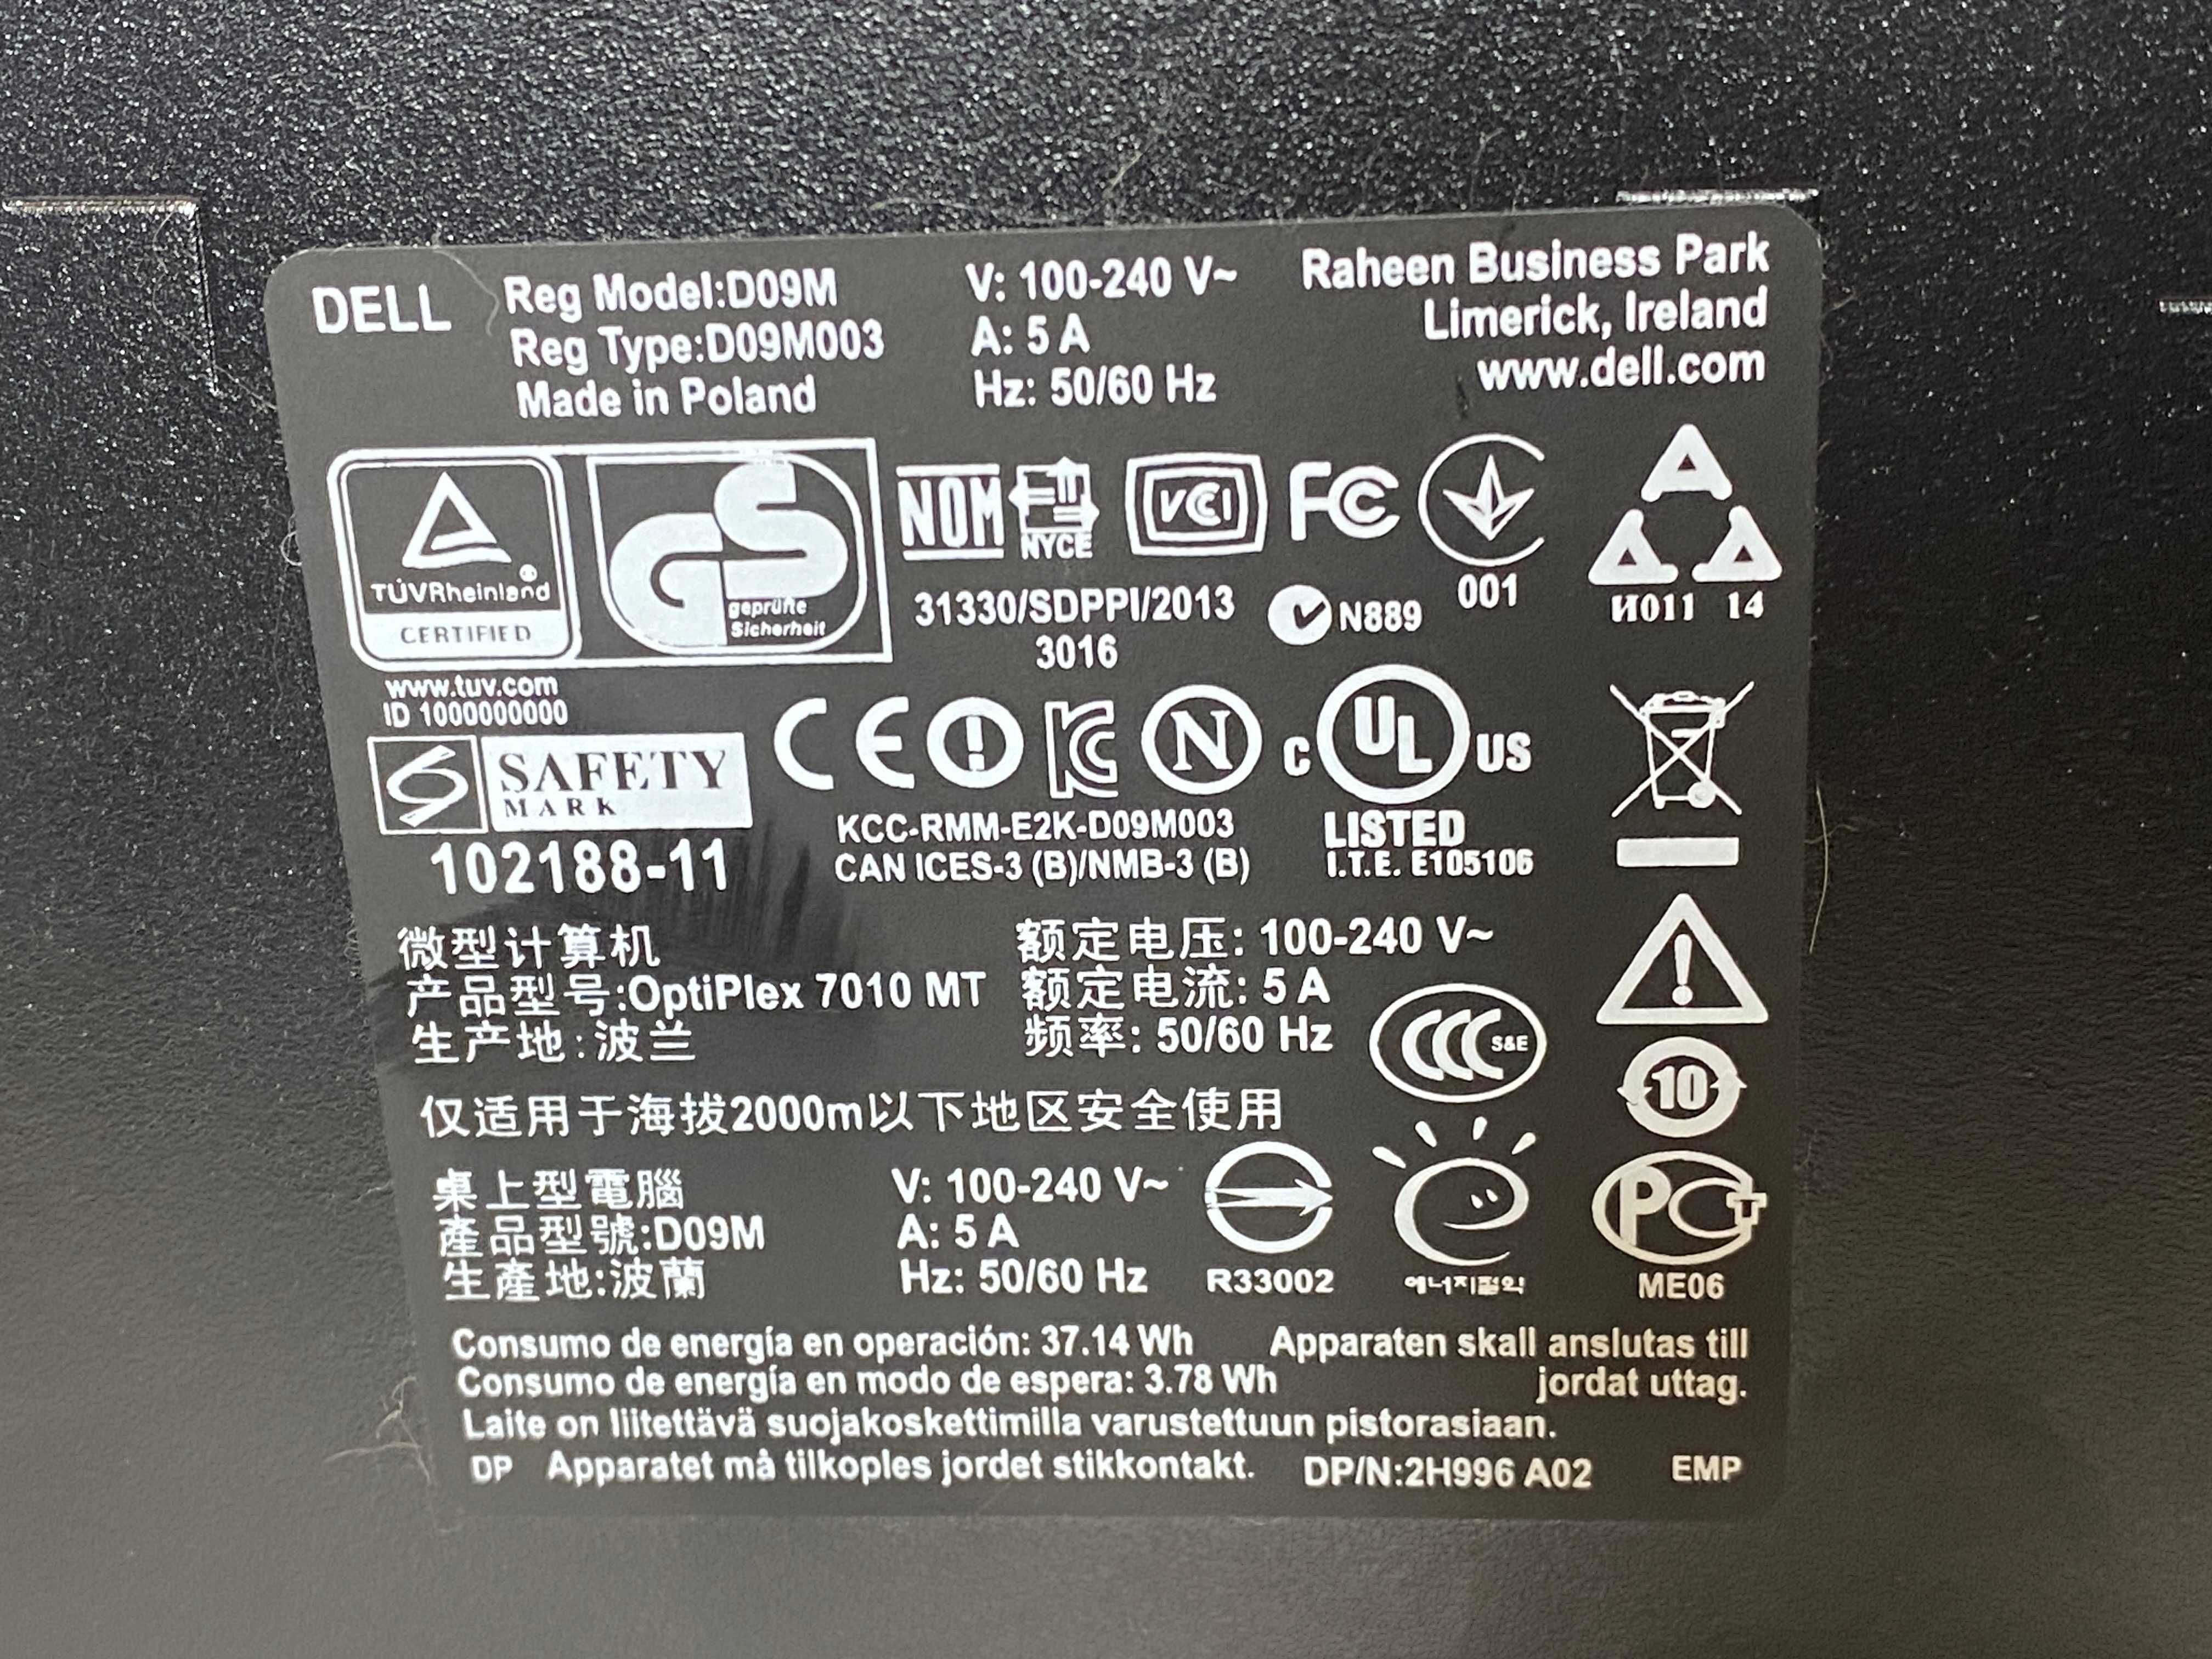 DELL
Reg Model:D09M
Reg Type:D09M003
Made in Poland
V: 100-240 V~
A: 5 A
Hz: 50/60 Hz
Raheen Business Park
Limerick, Ireland
www.dell.com
TÜVRheinland®
CERTIFIED
GS
geprüfte
Sicherheit
www.tuv.com
ID 1000000000
NOM
NYCE
VCI
FC
001
И011 14
31330/SDPPI/2013
3016
N889
SAFETY
MARK
102188-11
CE
N
KCC-RMM-E2K-D09M003
CAN ICES-3 (B)/NMB-3 (B)
C UL US
LISTED
I.T.E. E105106
微型计算机
产品型号:OptiPlex 7010 MT
生产地:波兰
额定电压: 100-240 V~
额定电流: 5 A
频率: 50/60 Hz
CCC S&E
10
仅适用于海拔2000m以下地区安全使用
桌上型電腦
產品型號:D09M
生產地:波蘭
V: 100-240 V~
A: 5 A
Hz: 50/60 Hz
R33002
에너지절약
PCT
ME06
Consumo de energía en operación: 37.14 Wh
Consumo de energía en modo de espera: 3.78 Wh
Apparaten skall anslutas till
jordat uttag.
Laite on liitettävä suojakoskettimilla varustettuun pistorasiaan.
DP Apparatet må tilkoples jordet stikkontakt. DP/N:2H996 A02 EMP